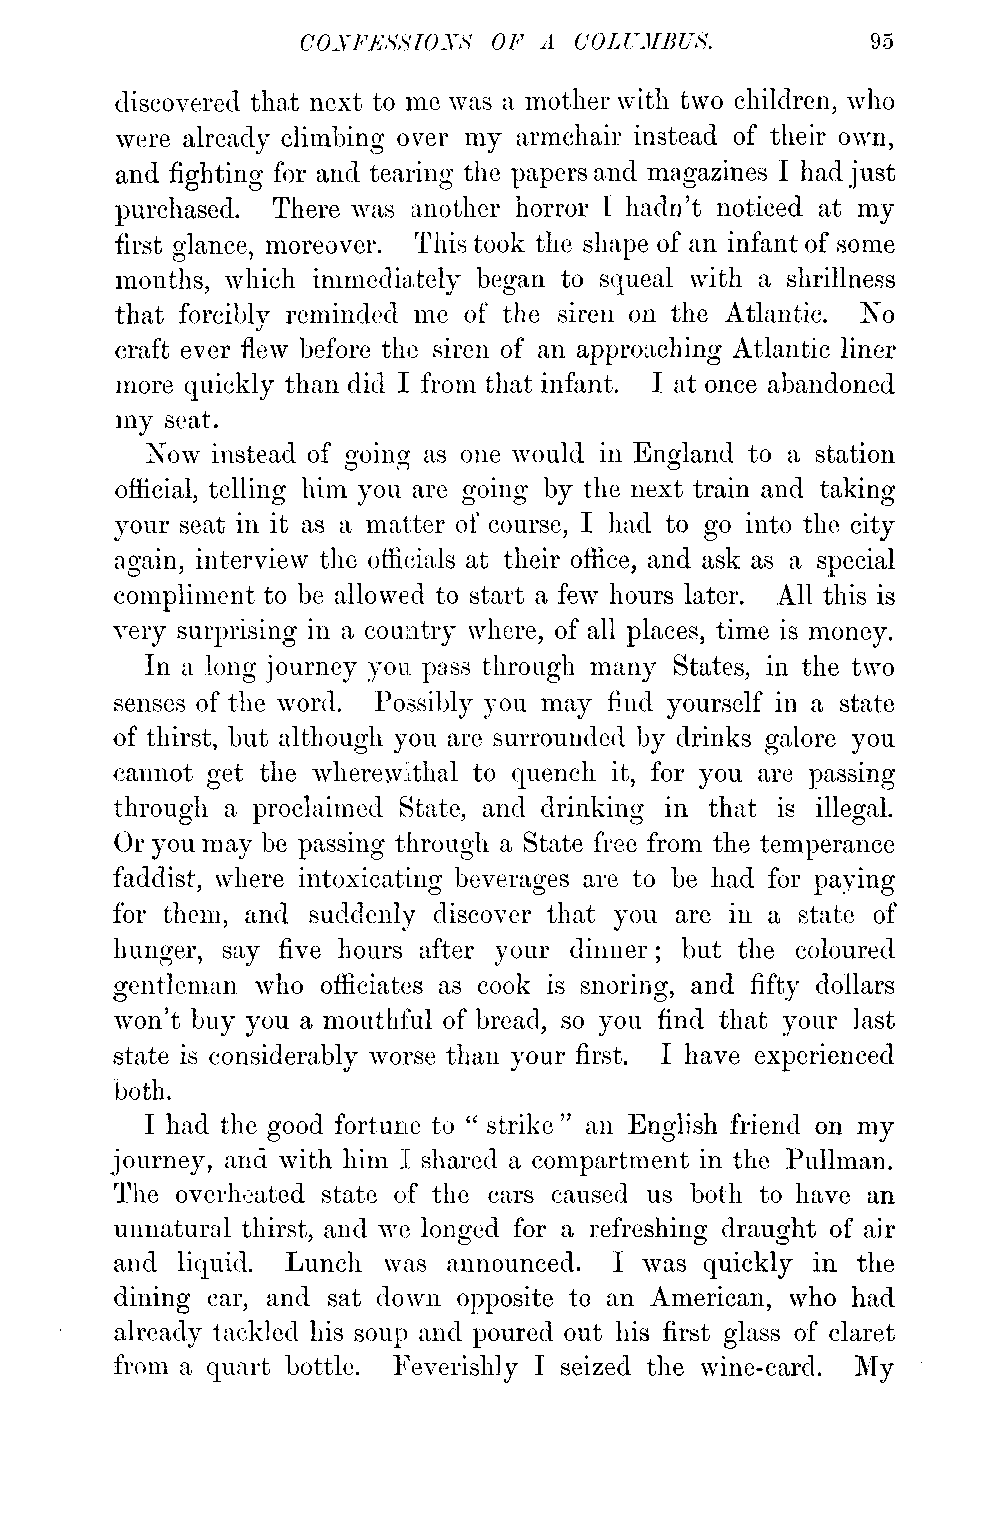 CONFESSIONS OF A COLUMBUS. 95
discovered that next to me was a mother with two children, who
were already climbing over my armchair instead of their own,
and fighting for and tearing the papers and magazines I had just
purchased. There was another horror I hadn't noticed at my
first glance, moreover. This took the shape of an infant of some
months, which immediately began to squeal with a shrillness
that forcibly reminded me of the siren on the Atlantic. No
craft ever flew before the siren of an approaching Atlantic liner
more quickly than did I from that infant. I at once abandoned
my seat.
Now instead of going as one would in England to a station
official, telling him you are going by the next train and taking
your seat in it as a matter of course, I had to go into the city
again, interview the officials at their office, and ask as a special
compliment to be allowed to start a few hours later. All this is
very surprising in a country where, of all places, time is money.
In a long journey you pass through many States, in the two
senses of the word. Possibly you may find yourself in a state
of thirst, but although you are surrounded by drinks galore you
cannot get the wherewithal to quench it, for you are passing
through a proclaimed State, and drinking in that is illegal.
Or you may be passing through a State free from the temperance
faddist, where intoxicating beverages are to be had for paying
for them, and suddenly discover that you are in a state of
hunger, say five hours after your dinner; but the coloured
gentleman who officiates as cook is snoring, and fifty dollars
won't buy you a mouthful of bread, so you find that your last
state is considerably worse than your first. I have experienced
both.
I had the good fortune to “ strike ” an English friend on my
journey, and with him I shared a compartment in the Pullman.
The overheated state of the cars caused us both to have an
unnatural thirst, and we longed for a refreshing draught of air
and liquid. Lunch was announced. I was quickly in the
dining car, and sat down opposite to an American, who had
already tackled his soup and poured out his first glass of claret
from a quart bottle. Feverishly I seized the wine-card. My